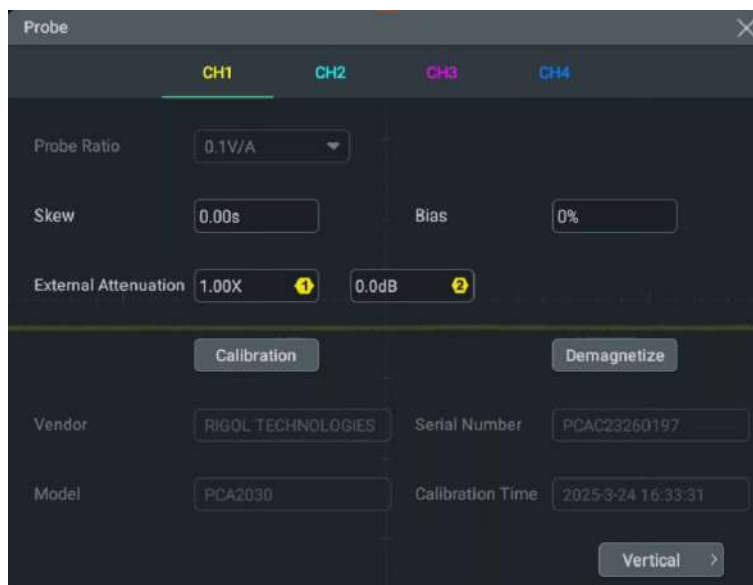 Probe
CH1 CH2 CH3 CH4
Probe Ratio 0.1V/A
Skew 0.00s Bias 0%
External Attenuation 1.00X 1 0.0dB 2
Calibration Demagnetize
Vendor RIGOL TECHNOLOGIES Serial Number PCAC23260197
Model PCA2030 Calibration Time 2025-3-24 16:33:31
Vertical